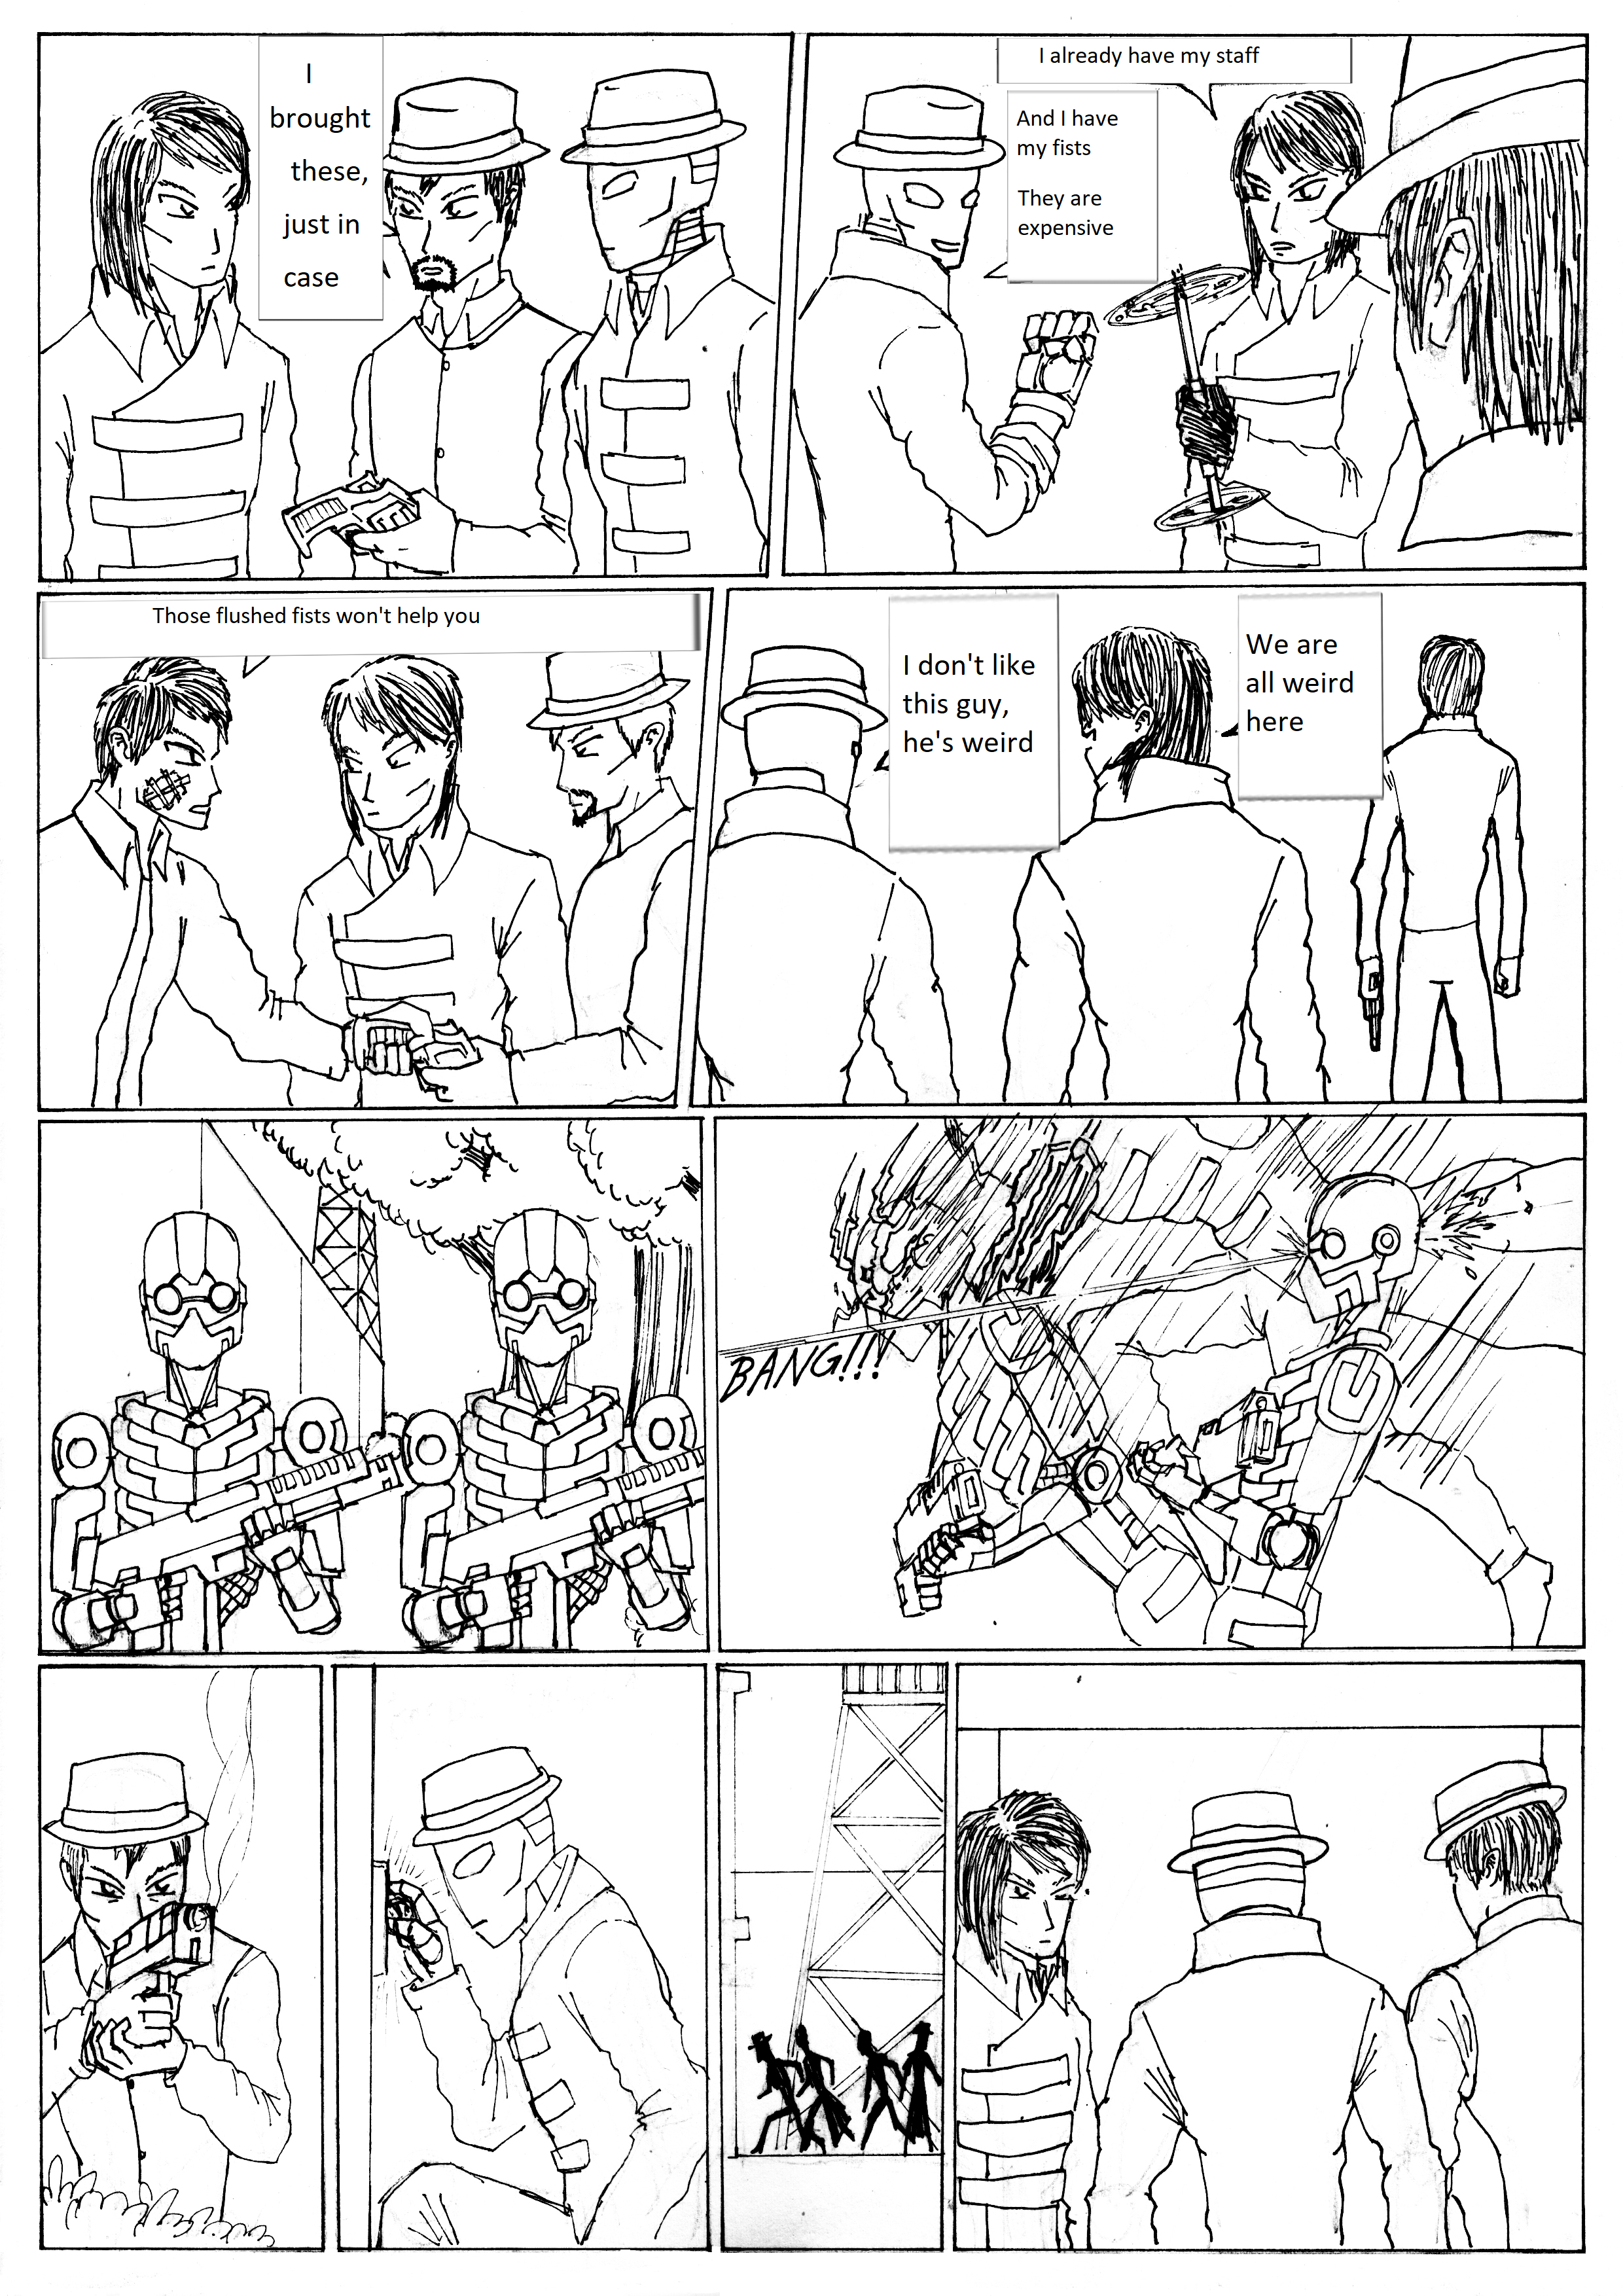 I
brought
these,
just in
case
I already have my staff
And I have
my fists
They are
expensive
Those flushed fists won't help you
I don't like
this guy,
he's weird
We are
all weird
here
BANG!!!